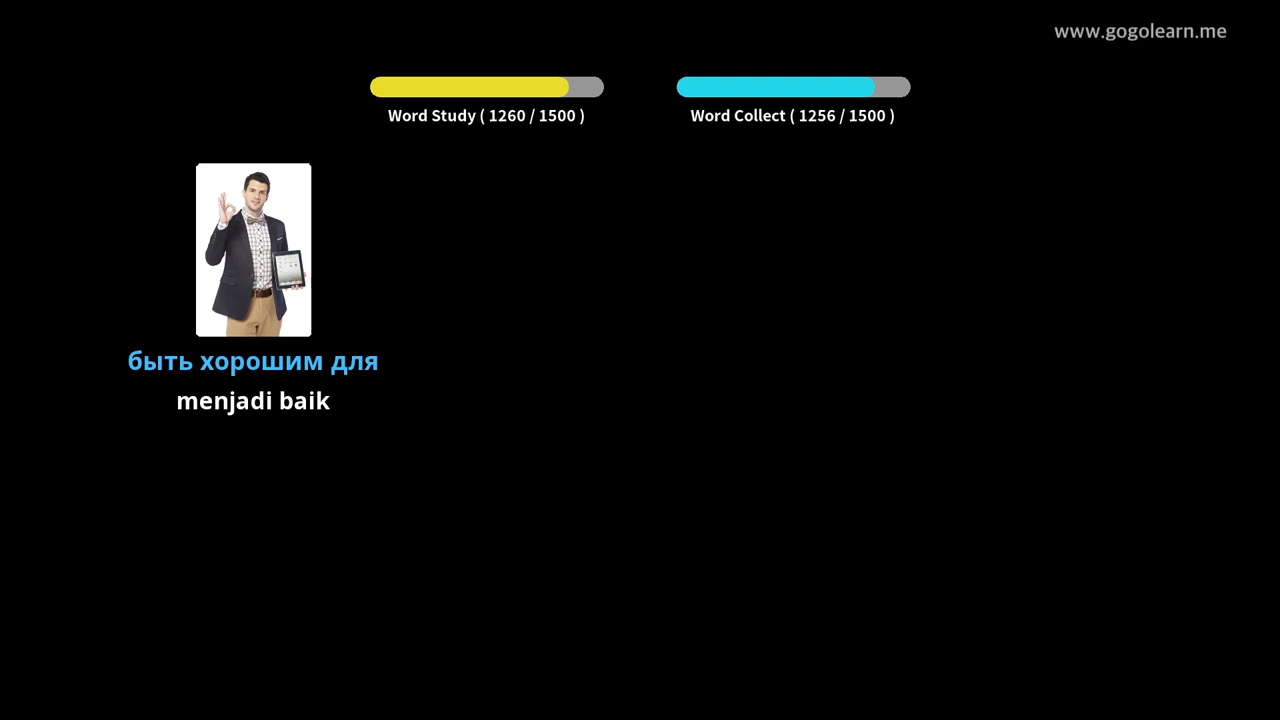 www.gogolearn.me
Word Study ( 1260 / 1500 )
Word Collect ( 1256 / 1500 )
быть хорошим для
menjadi baik